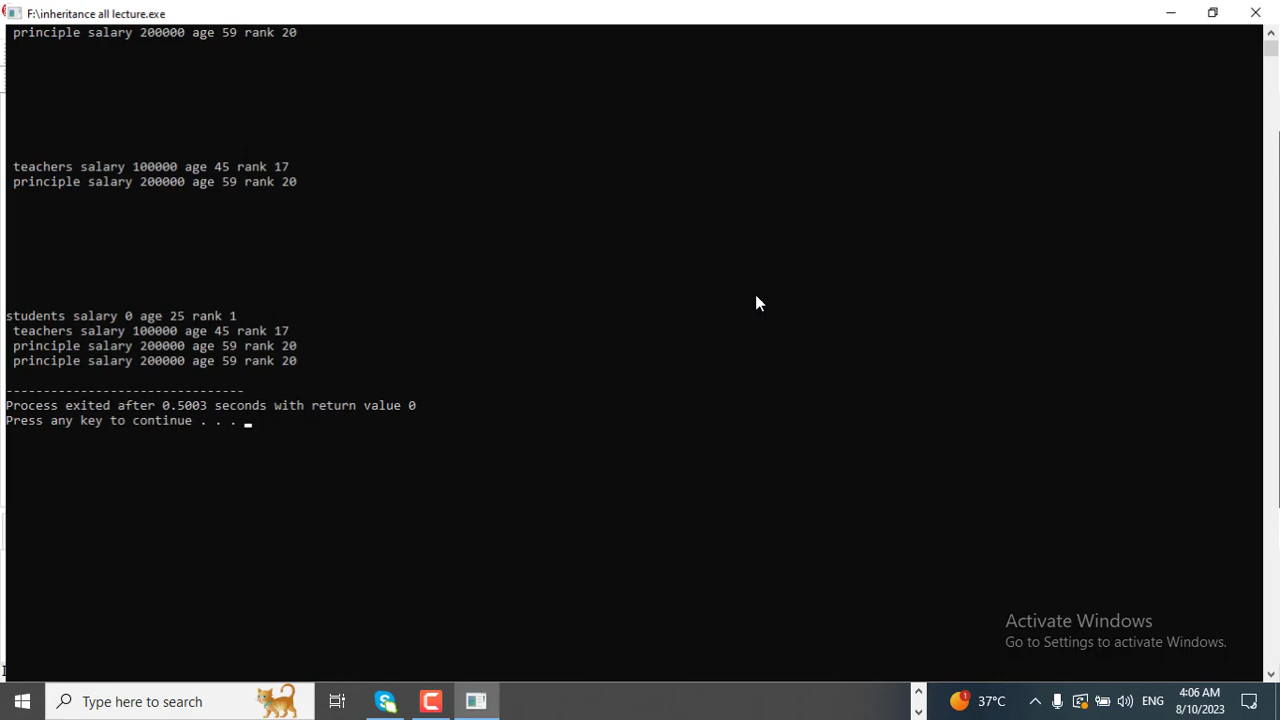 F:\inheritance all lecture.exe
principle salary 200000 age 59 rank 20
teachers salary 100000 age 45 rank 17
principle salary 200000 age 59 rank 20
students salary 0 age 25 rank 1
teachers salary 100000 age 45 rank 17
principle salary 200000 age 59 rank 20
principle salary 200000 age 59 rank 20
--------------------------------
Process exited after 0.5003 seconds with return value 0
Press any key to continue . . .
Activate Windows
Go to Settings to activate Windows.
Type here to search
1
37°C
ENG
4:06 AM
8/10/2023